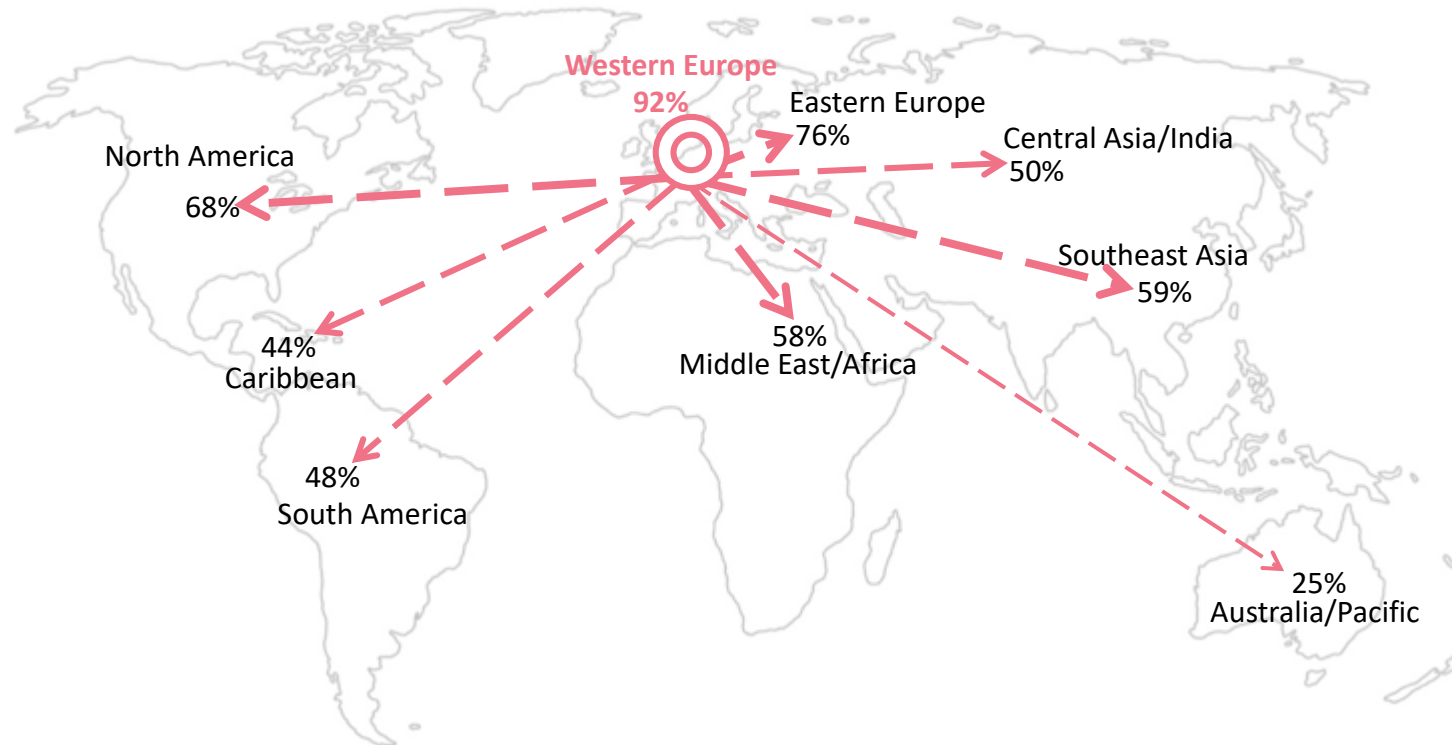 Western Europe
92%
Eastern Europe
76%
Central Asia/India
50%
North America
68%
Southeast Asia
59%
44%
Caribbean
58%
Middle East/Africa
48%
South America
25%
Australia/Pacific